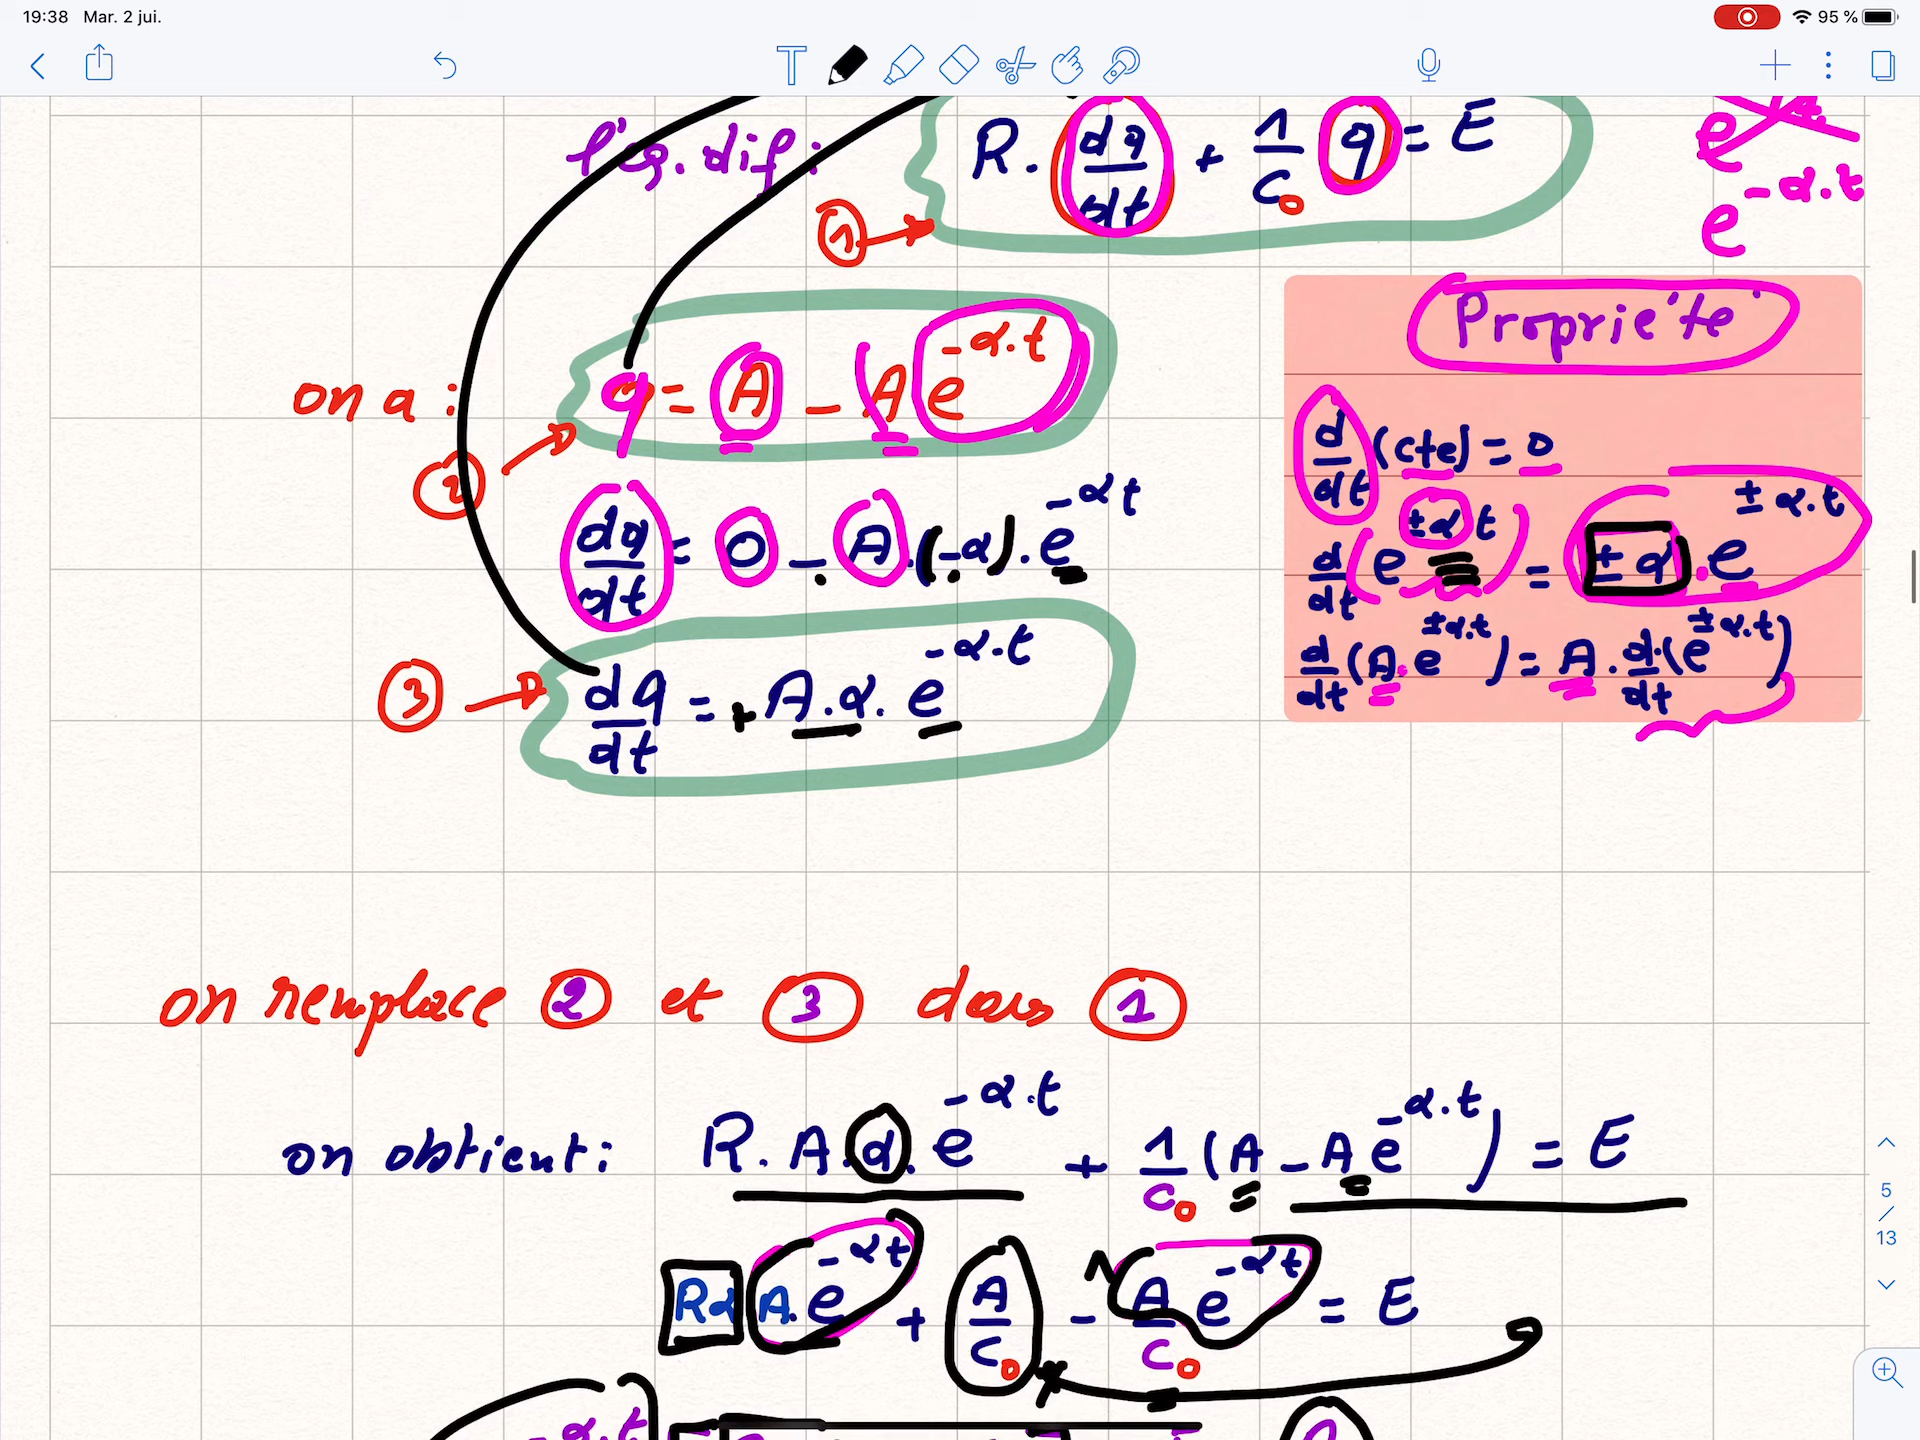 19:38 Mar. 2 jui.
95 %
l'éq. dif : R. dq/dt + 1/C₀ q = E
①→
e^-α.t
on a : q = A - A e^-α.t
②→
dq/dt = 0 - A.(-α). e^-αt
③→ dq/dt = + A.α. e^-α.t
Propriéte
d/dt (cte) = 0
d/dt (e^±αt) = ±α . e^±α.t
d/dt (A.e^±α.t) = A. d/dt (e^±α.t)
on remplace ② et ③ dans ①
on obtient : R. A.α. e^-α.t + 1/C₀ (A - A e^-α.t) = E
Rα A. e^-αt + A/C₀ - A/C₀ e^-αt = E
-α.t
5
/
13